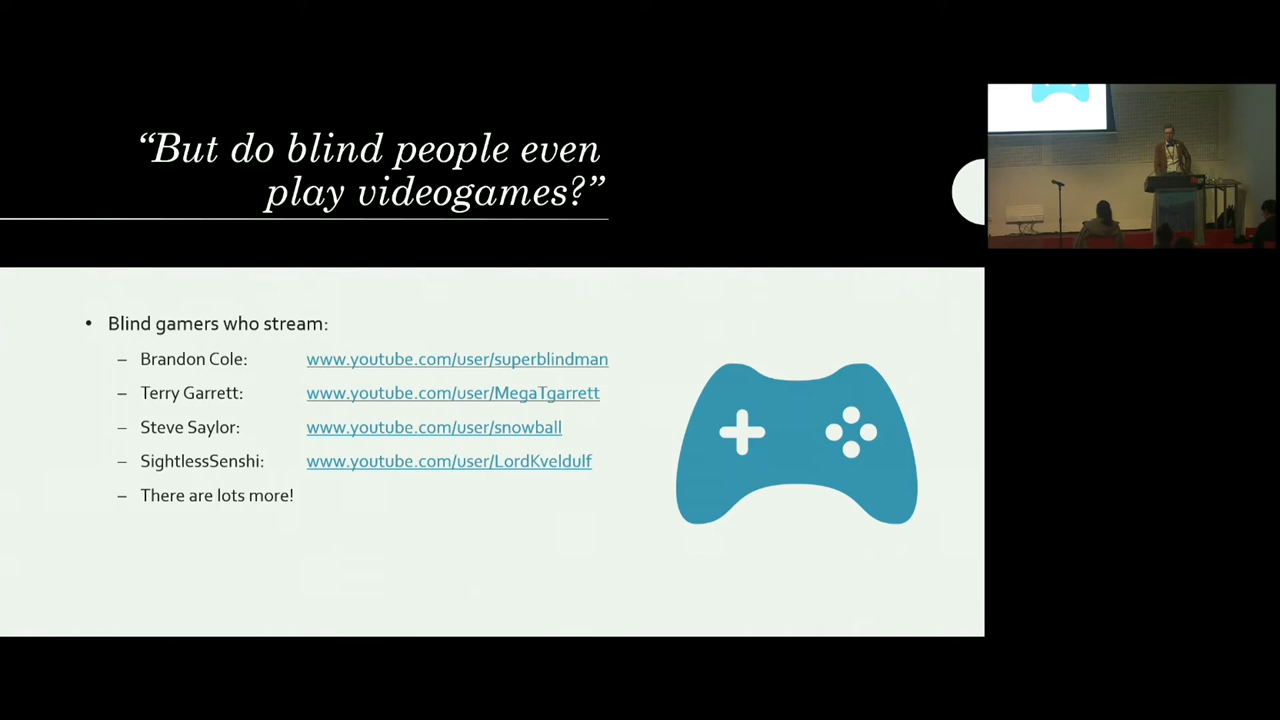 “But do blind people even
play videogames?”
• Blind gamers who stream:
– Brandon Cole: www.youtube.com/user/superblindman
– Terry Garrett: www.youtube.com/user/MegaTgarrett
– Steve Saylor: www.youtube.com/user/snowball
– SightlessSenshi: www.youtube.com/user/LordKveldulf
– There are lots more!